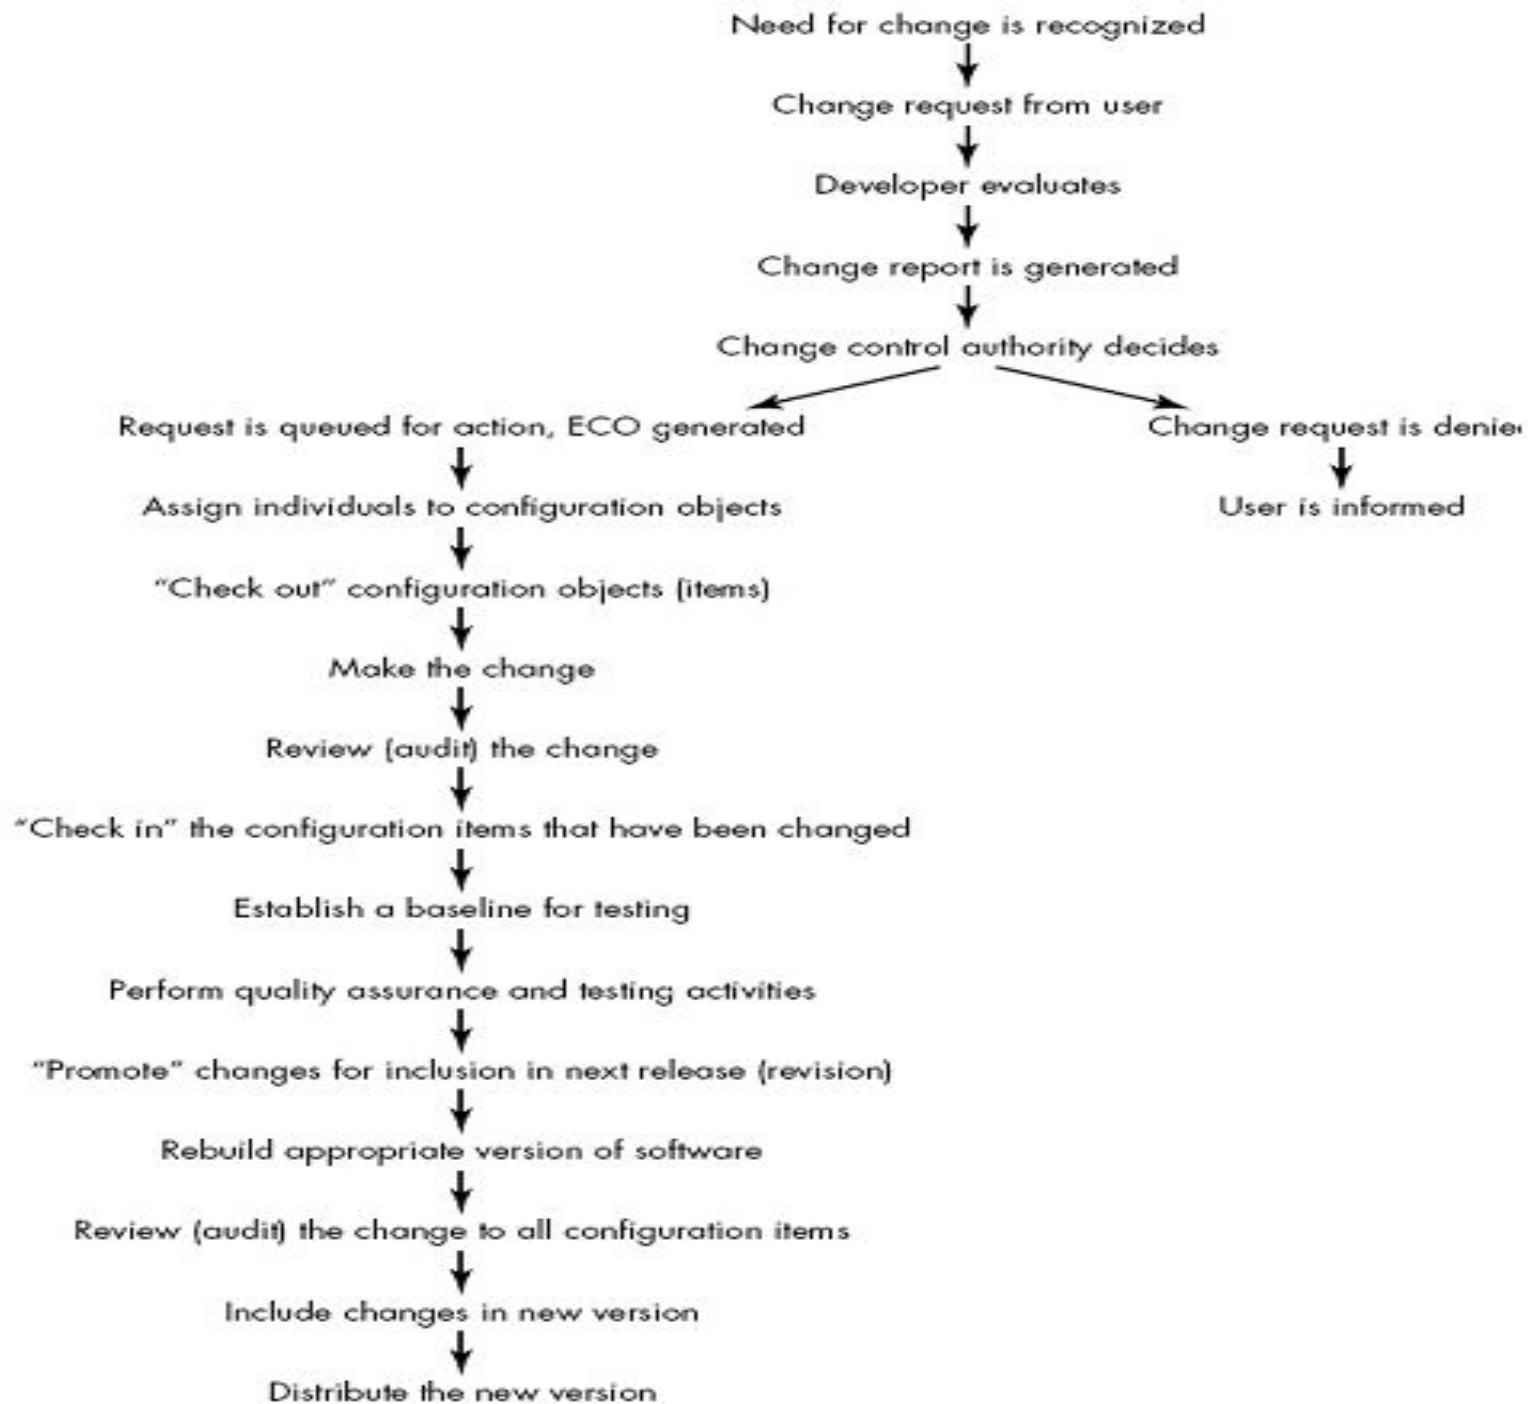 Need for change is recognized
Change request from user
Developer evaluates
Change report is generated
Change control authority decides
Request is queued for action, ECO generated
Change request is denie
Assign individuals to configuration objects
User is informed
“Check out” configuration objects (items)
Make the change
Review (audit) the change
“Check in” the configuration items that have been changed
Establish a baseline for testing
Perform quality assurance and testing activities
“Promote” changes for inclusion in next release (revision)
Rebuild appropriate version of software
Review (audit) the change to all configuration items
Include changes in new version
Distribute the new version